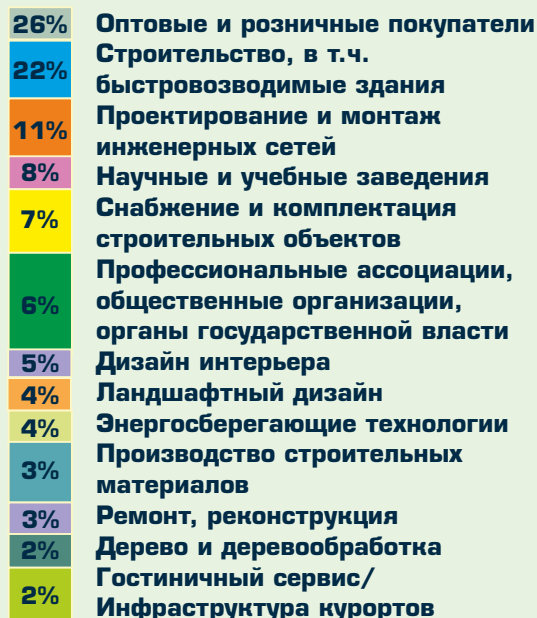 26% Оптовые и розничные покупатели
22% Строительство, в т.ч.
быстровозводимые здания
11% Проектирование и монтаж
инженерных сетей
8% Научные и учебные заведения
7% Снабжение и комплектация
строительных объектов
6% Профессиональные ассоциации,
общественные организации,
органы государственной власти
5% Дизайн интерьера
4% Ландшафтный дизайн
4% Энергосберегающие технологии
3% Производство строительных
материалов
3% Ремонт, реконструкция
2% Дерево и деревообработка
2% Гостиничный сервис/
Инфраструктура курортов